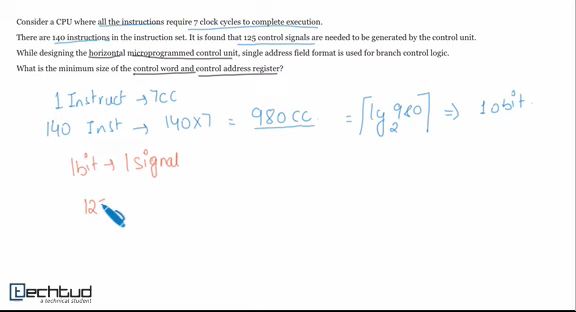 Consider a CPU where all the instructions require 7 clock cycles to complete execution.
There are 140 instructions in the instruction set. It is found that 125 control signals are needed to be generated by the control unit.
While designing the horizontal microprogrammed control unit, single address field format is used for branch control logic.
What is the minimum size of the control word and control address register?
1 Instruct → 7CC
140 Inst → 140x7 = 980 CC = ⌈lg₂ 980⌉ ⇒ 10 bit.
1 bit → 1 signal
125
techtud
a technical student